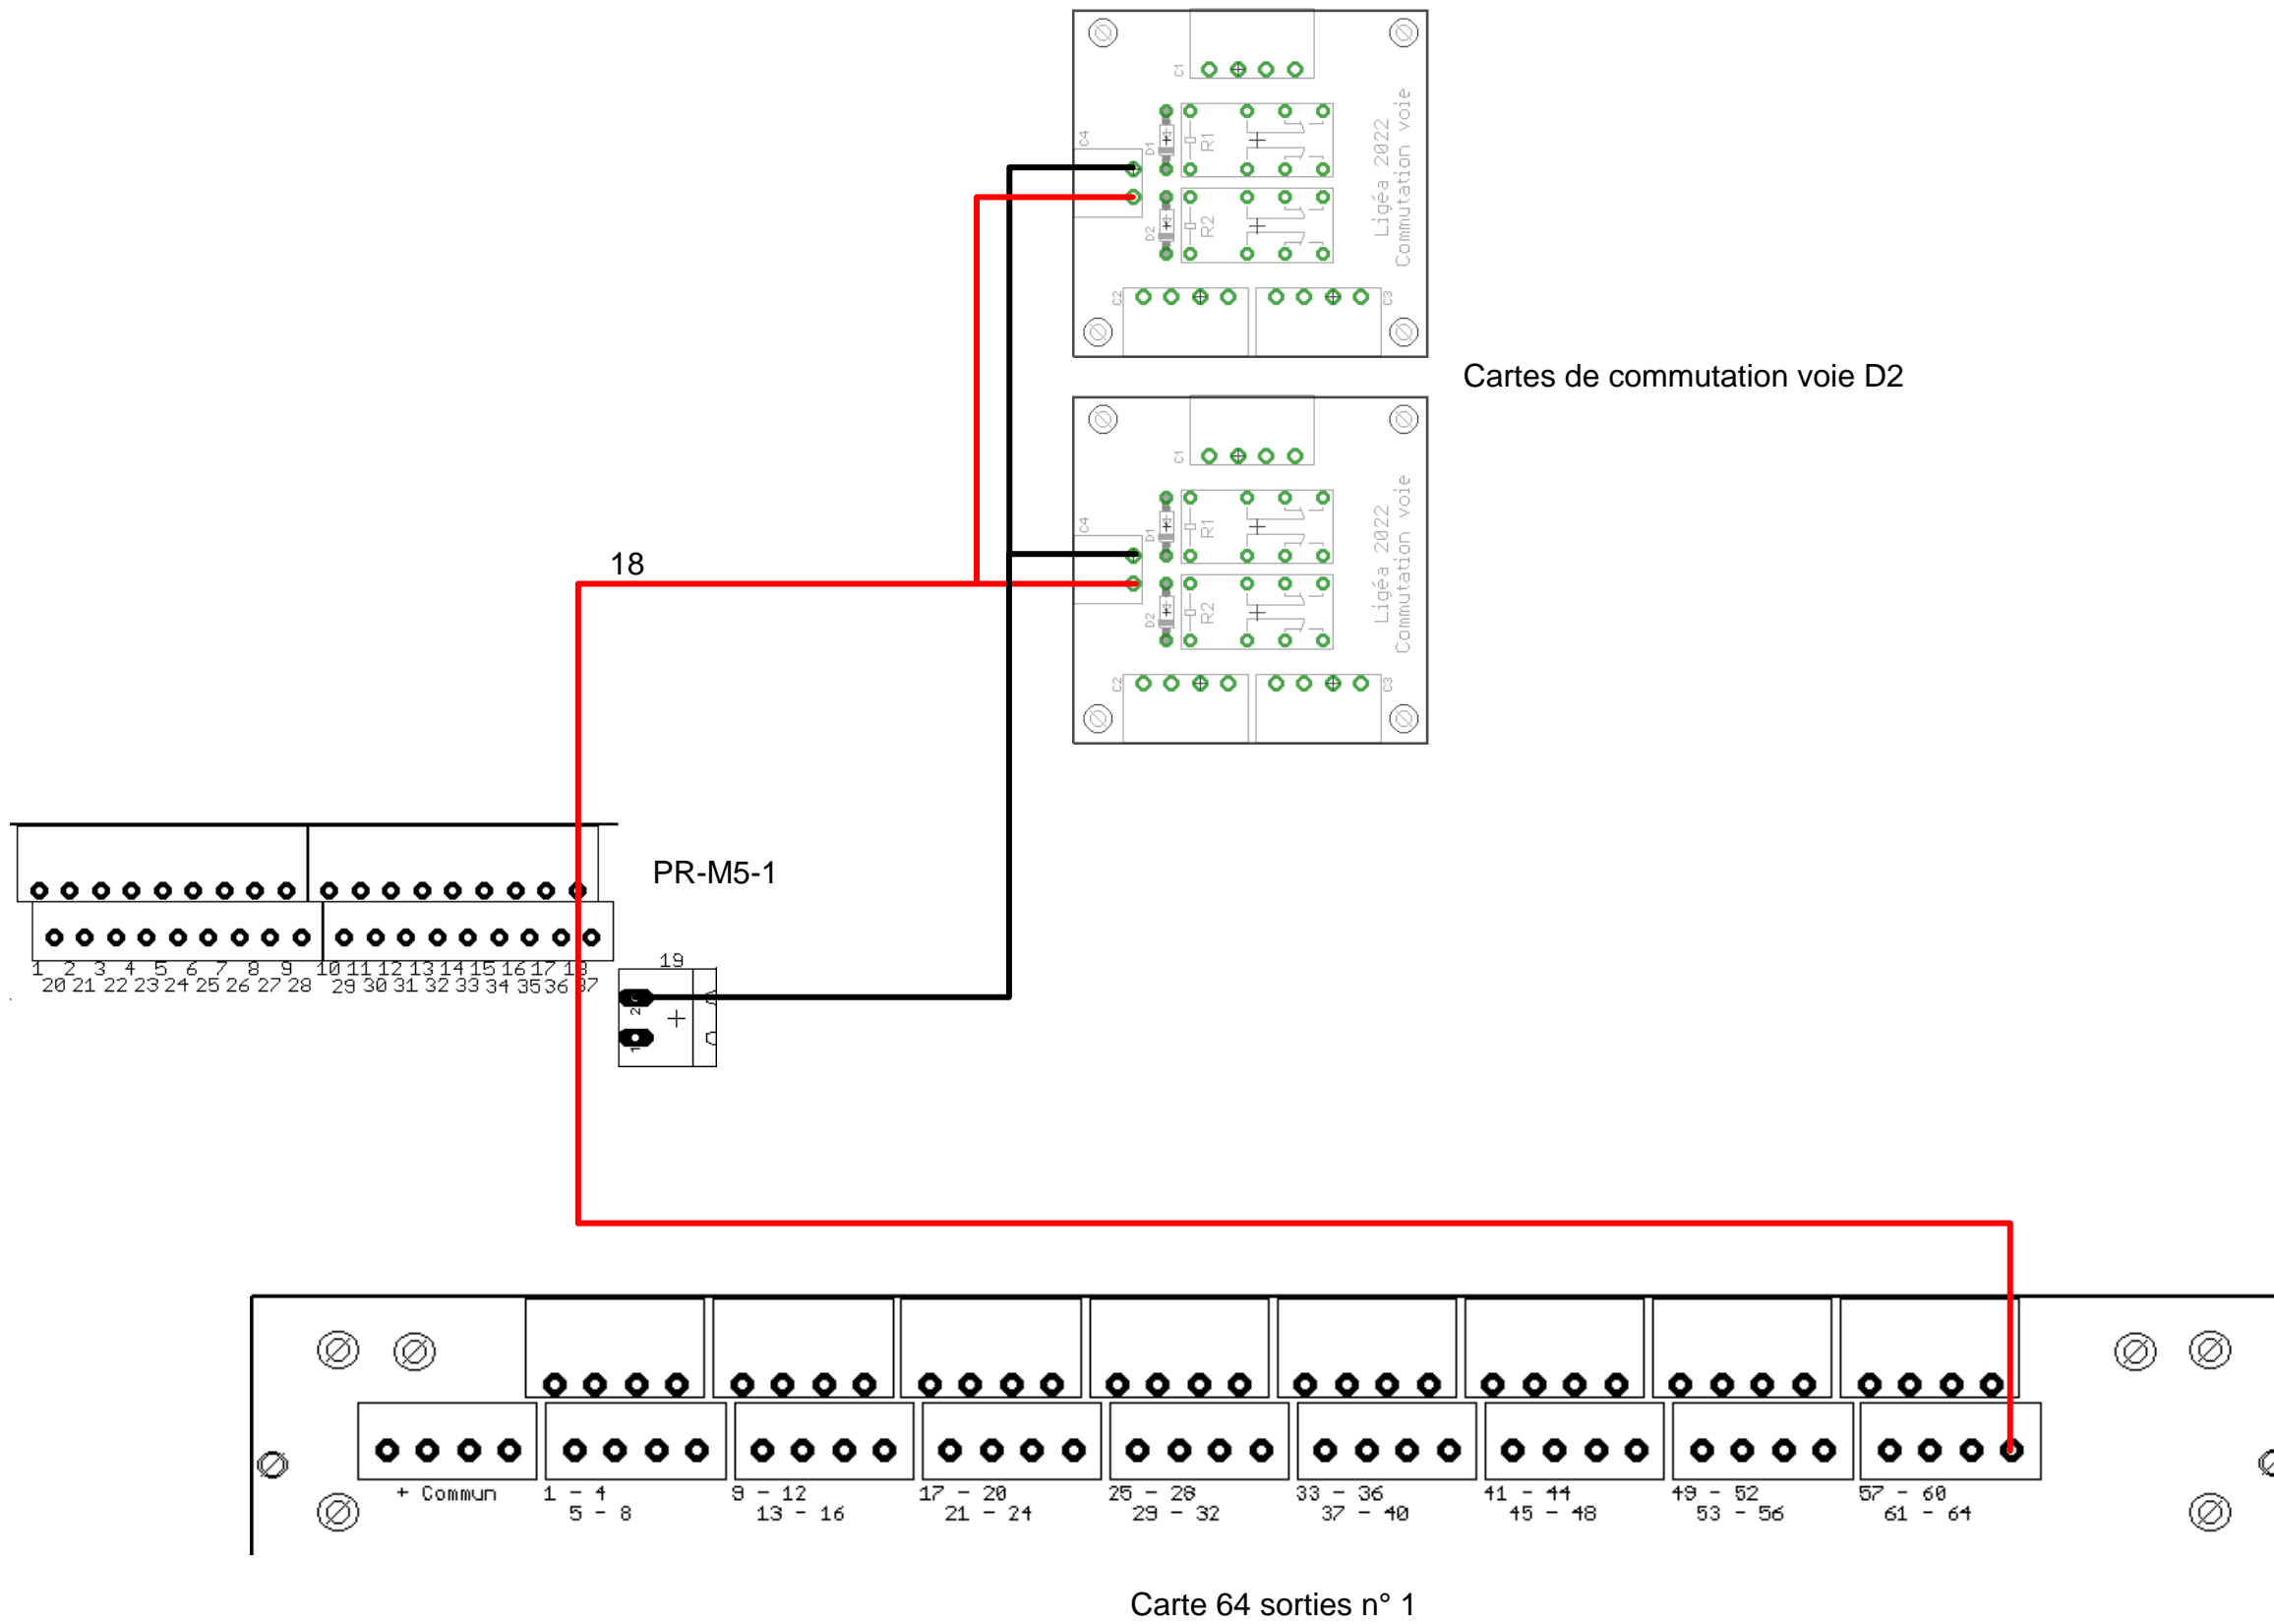 C1
C4
D1
R1
D2
R2
C2
C3
Ligéa 2022
Commutation voie
Cartes de commutation voie D2
C1
C4
D1
R1
D2
R2
C2
C3
Ligéa 2022
Commutation voie
18
PR-M5-1
1 2 3 4 5 6 7 8 9 10 11 12 13 14 15 16 17 18
20 21 22 23 24 25 26 27 28 29 30 31 32 33 34 35 36 37
19
2
1
+ Commun 1 - 4 9 - 12 17 - 20 25 - 28 33 - 36 41 - 44 49 - 52 57 - 60
5 - 8 13 - 16 21 - 24 29 - 32 37 - 40 45 - 48 53 - 56 61 - 64
Carte 64 sorties n° 1